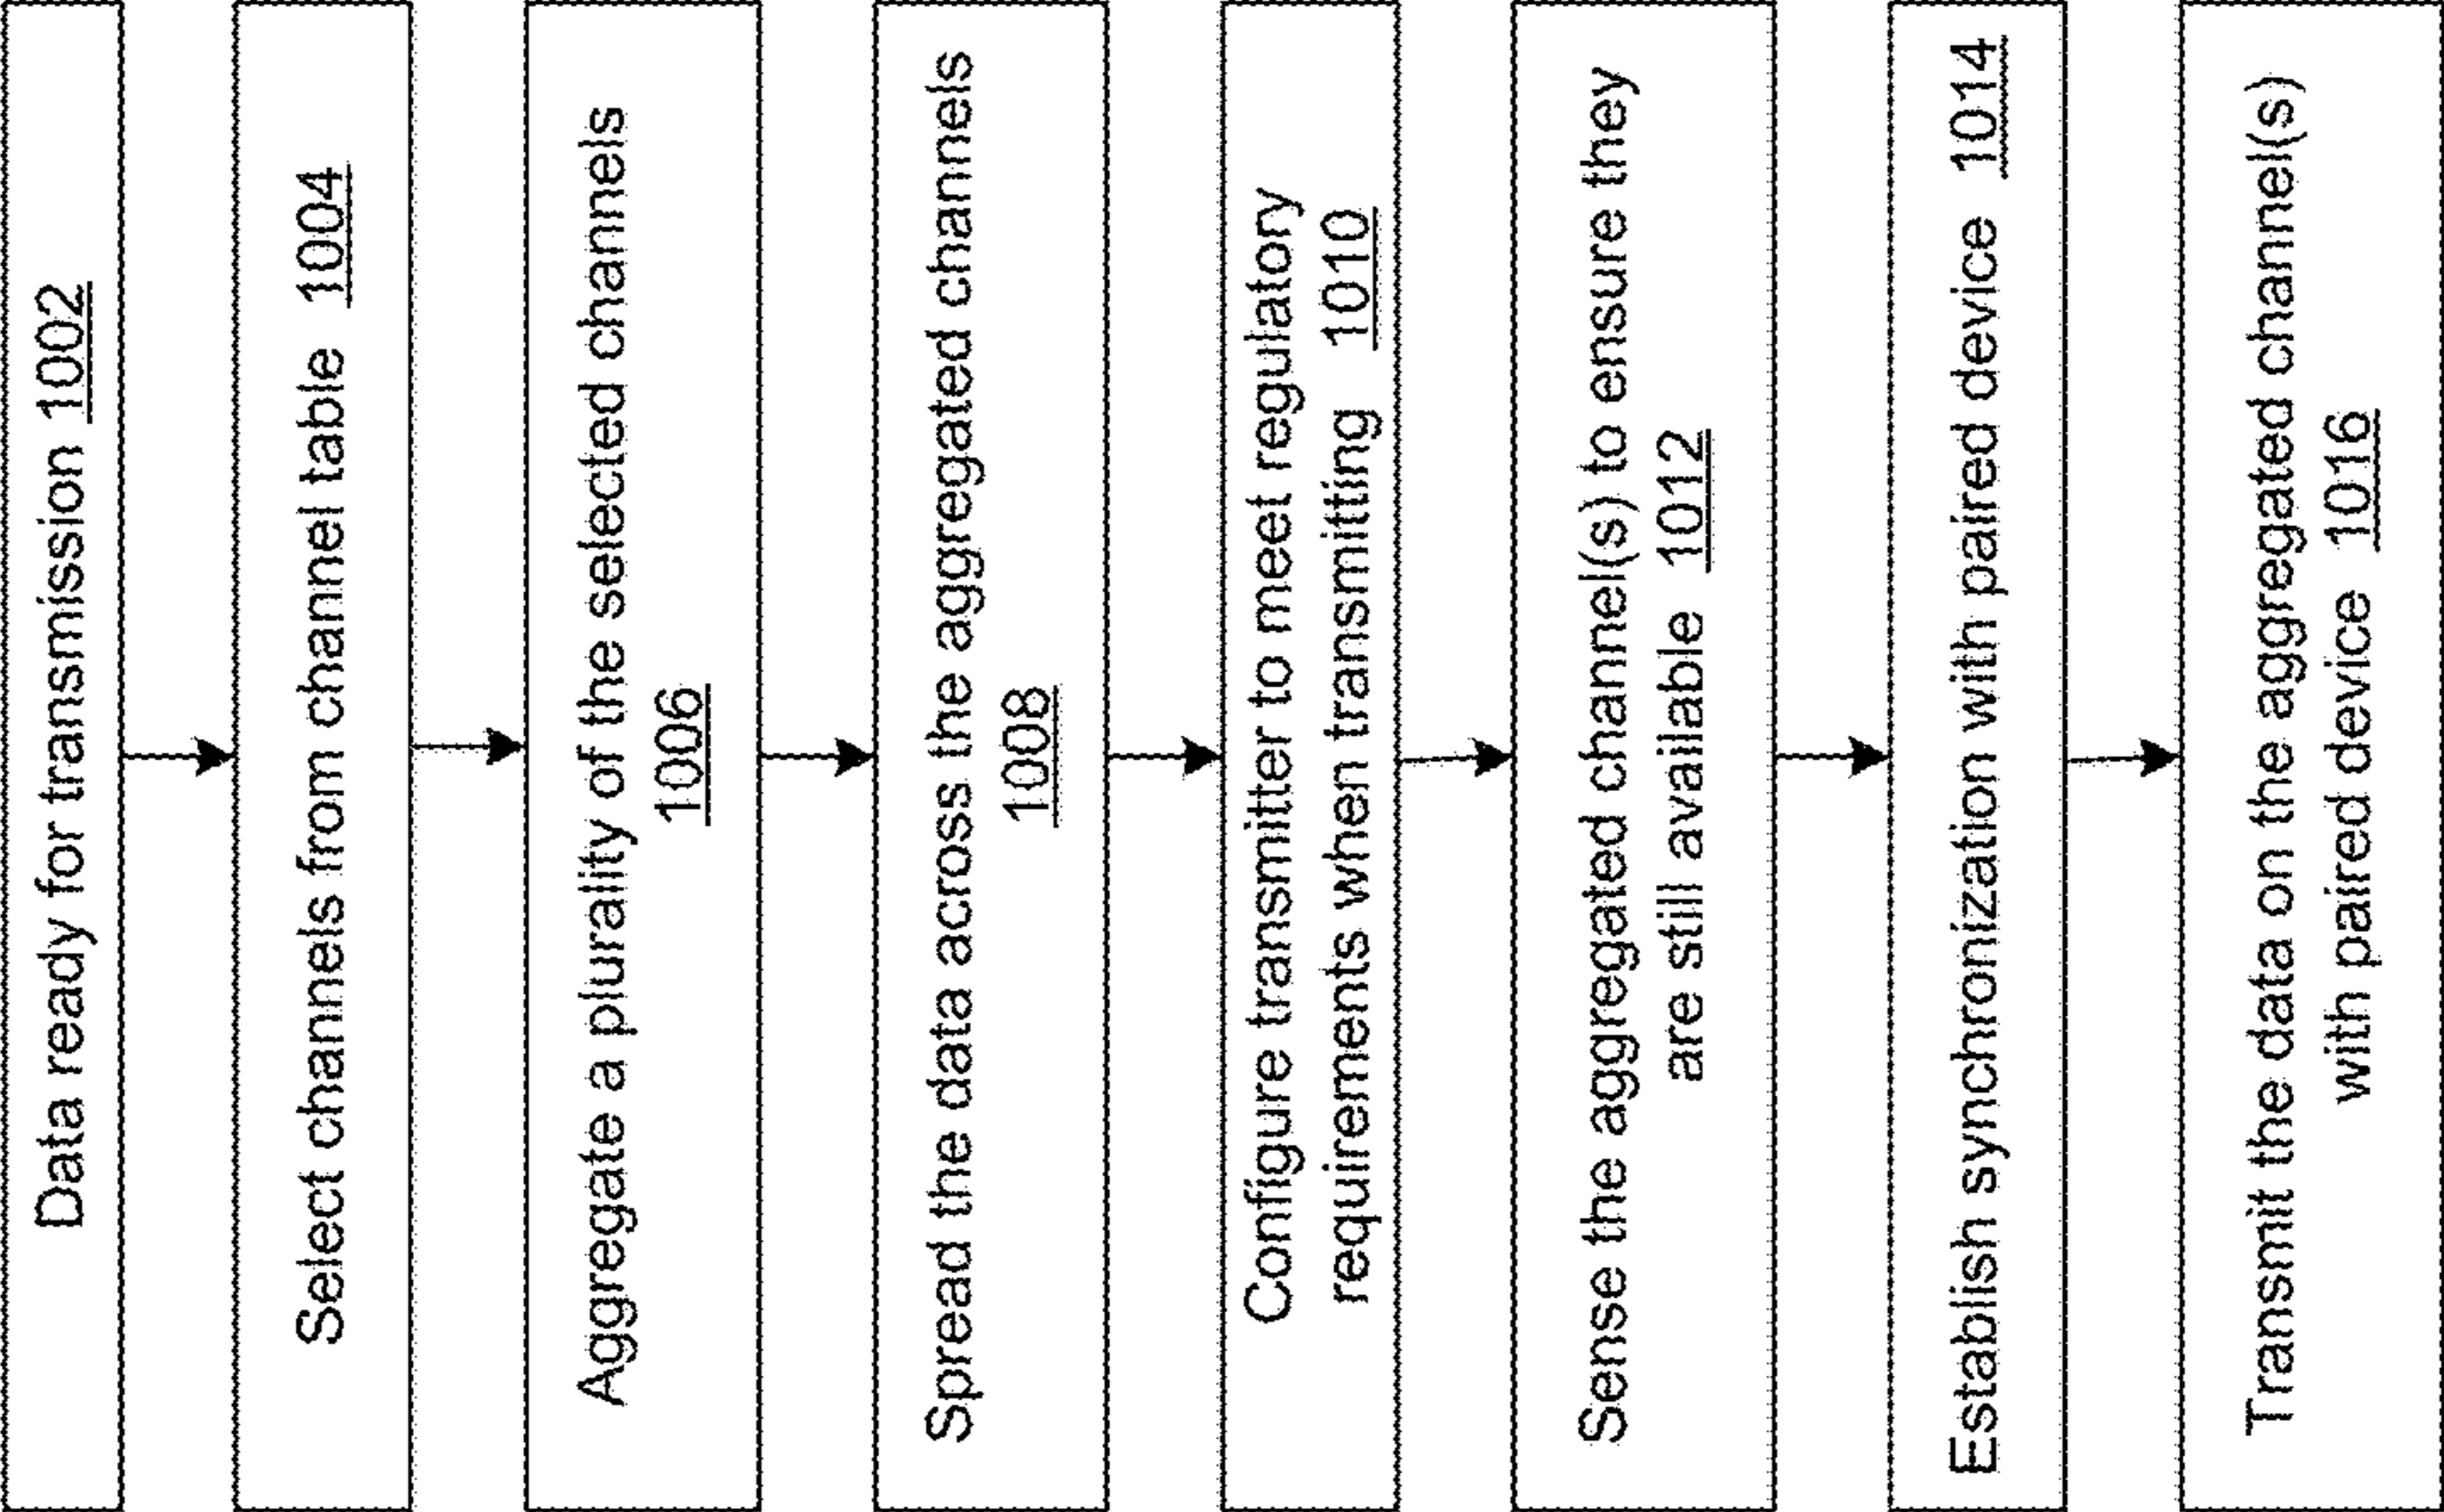 Data ready for transmission 1002
Select channels from channel table 1004
Aggregate a plurality of the selected channels
1006
Spread the data across the aggregated channels
1008
Configure transmitter to meet regulatory
requirements when transmitting 1010
Sense the aggregated channel(s) to ensure they
are still available 1012
Establish synchronization with paired device 1014
Transmit the data on the aggregated channel(s)
with paired device 1016